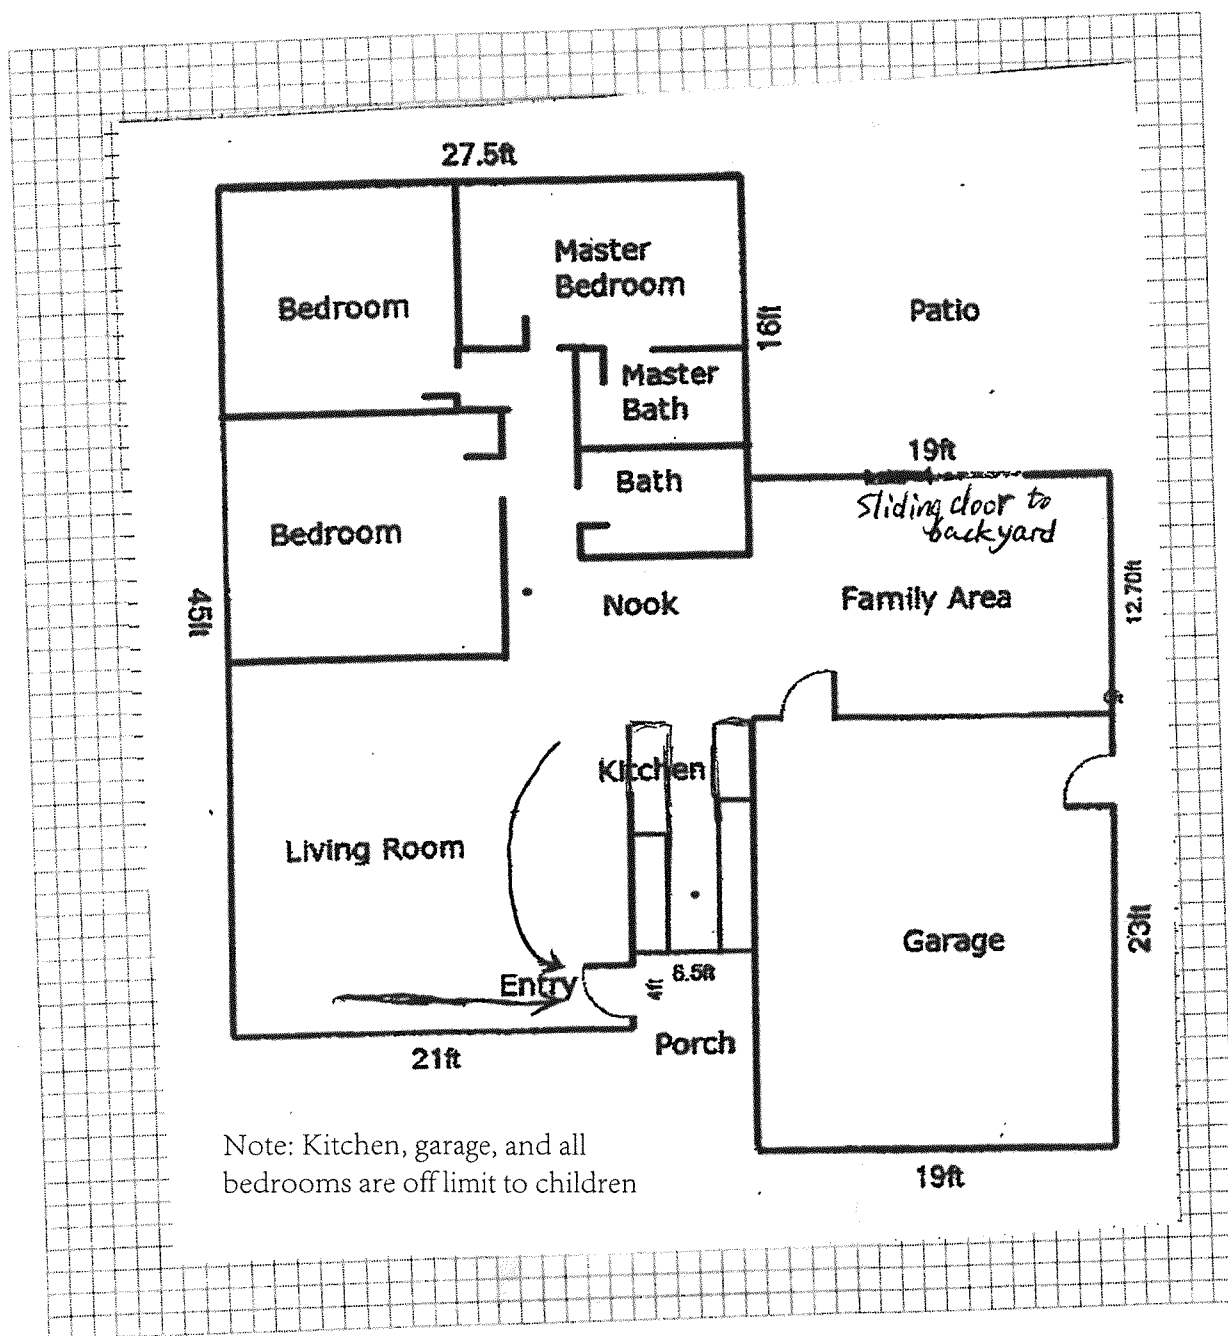 27.5ft
Master
Bedroom
Bedroom
Patio
16ft
Master
Bath
19ft
Bath
Sliding door to
backyard
Bedroom
45ft
Nook
Family Area
12.70ft
Kitchen
Living Room
Garage
23ft
Entry
4ft
6.5ft
Porch
21ft
Note: Kitchen, garage, and all
bedrooms are off limit to children
19ft